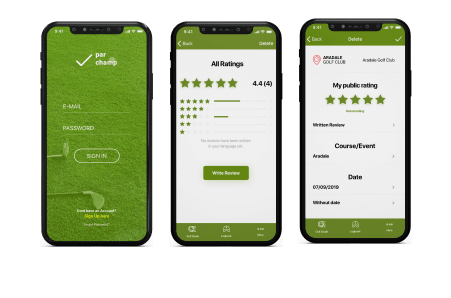 9:41
par
champ
E-MAIL
PASSWORD
SIGN IN
Dont have an Account?
Sign Up here
Forgot Password?
9:41
Back
Delete
All Ratings
4.4 (4)
No reviews have been written
in your language yet.
Write Review
9:41
Back
Delete
ARADALE
GOLF CLUB
Aradale Golf Club
My public rating
Written Review
Course/Event
Aradale
Date
07/09/2019
Without date